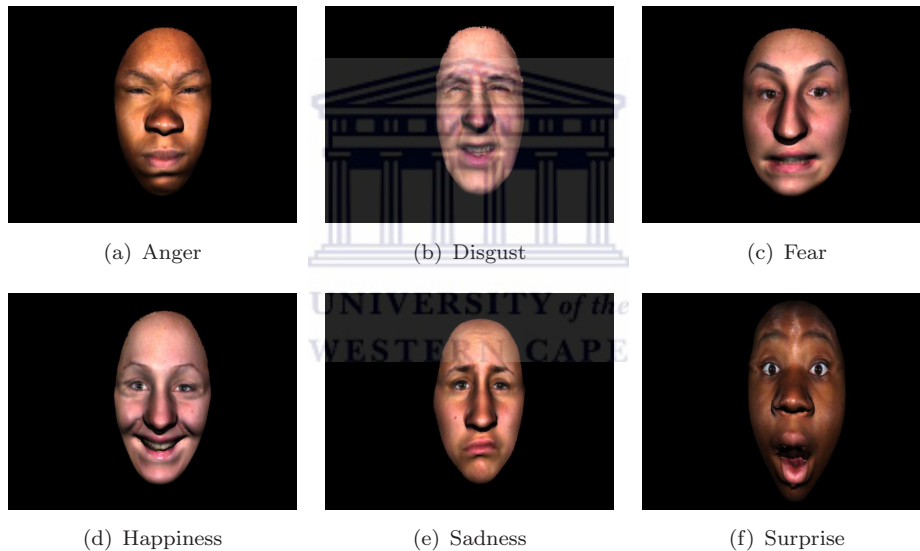 (a) Anger
(b) Disgust
(c) Fear
UNIVERSITY of the
WESTERN CAPE
(d) Happiness
(e) Sadness
(f) Surprise